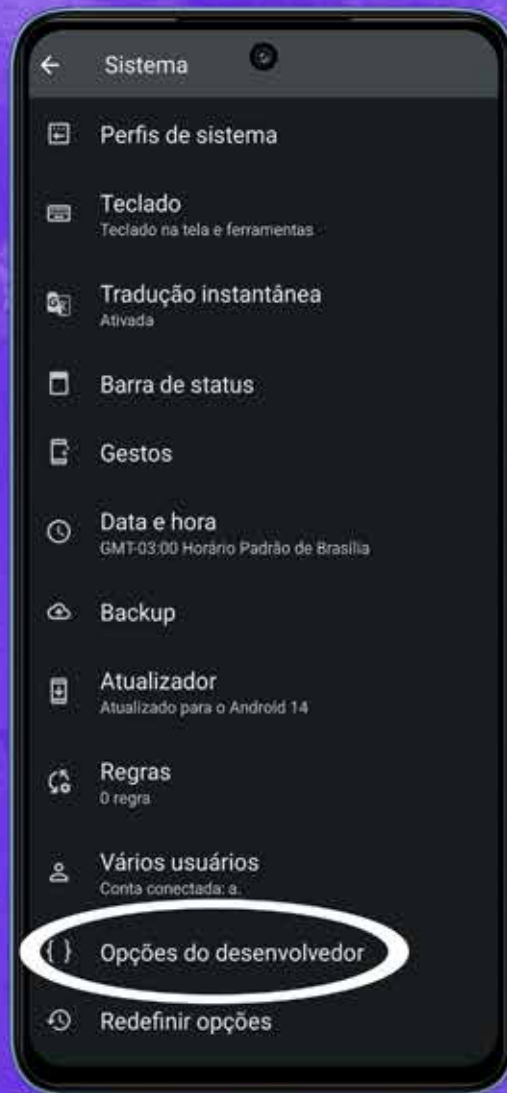 Sistema
Perfis de sistema
Teclado
Teclado na tela e ferramentas
Tradução instantânea
Ativada
Barra de status
Gestos
Data e hora
GMT-03:00 Horário Padrão de Brasília
Backup
Atualizador
Atualizado para o Android 14
Regras
0 regra
Vários usuários
Conta conectada: a.
{ } Opções do desenvolvedor
Redefinir opções